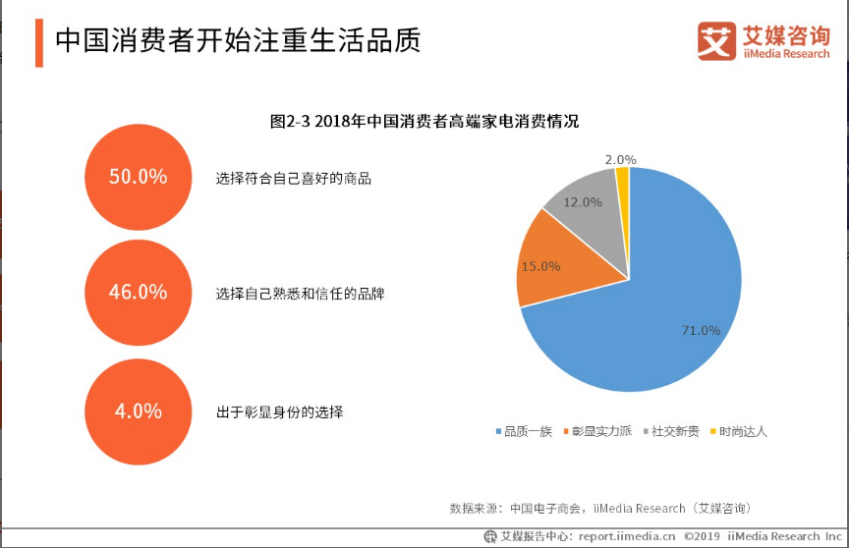 中国消费者开始注重生活品质
艾媒咨询
iiMedia Research
图2-3 2018年中国消费者高端家电消费情况
50.0%
选择符合自己喜好的商品
46.0%
选择自己熟悉和信任的品牌
4.0%
出于彰显身份的选择
2.0%
12.0%
15.0%
71.0%
品质一族 彰显实力派 社交新贵 时尚达人
数据来源：中国电子商会，iiMedia Research（艾媒咨询）
艾媒报告中心：report.iimedia.cn ©2019 iiMedia Research Inc